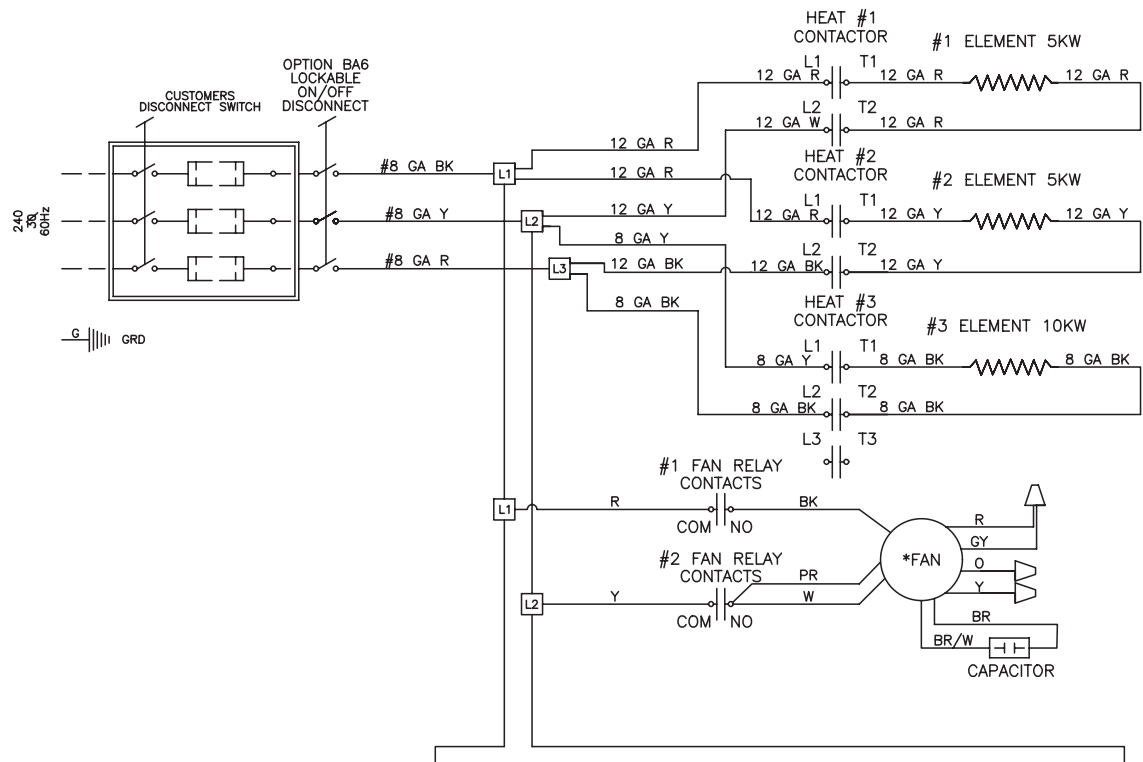 HEAT #1
CONTACTOR
#1 ELEMENT 5KW
L1 T1
12 GA R 12 GA R 12 GA R
L2 T2
12 GA W 12 GA R
OPTION BA6
LOCKABLE
ON/OFF
DISCONNECT
CUSTOMERS
DISCONNECT SWITCH
12 GA R
#8 GA BK
L1
12 GA R
HEAT #2
CONTACTOR
#2 ELEMENT 5KW
L1 T1
12 GA R 12 GA Y 12 GA Y
240
3Ø
60Hz
#8 GA Y
L2
12 GA Y
8 GA Y
L2 T2
12 GA BK 12 GA Y
#8 GA R
L3
12 GA BK
8 GA BK
HEAT #3
CONTACTOR
#3 ELEMENT 10KW
G GRD
L1 T1
8 GA Y 8 GA BK 8 GA BK
L2 T2
8 GA BK 8 GA BK
L3 T3
#1 FAN RELAY
CONTACTS
L1 R BK
COM NO
R
GY
*FAN
O
Y
#2 FAN RELAY
CONTACTS
PR
L2 Y W
COM NO
BR
BR/W
CAPACITOR